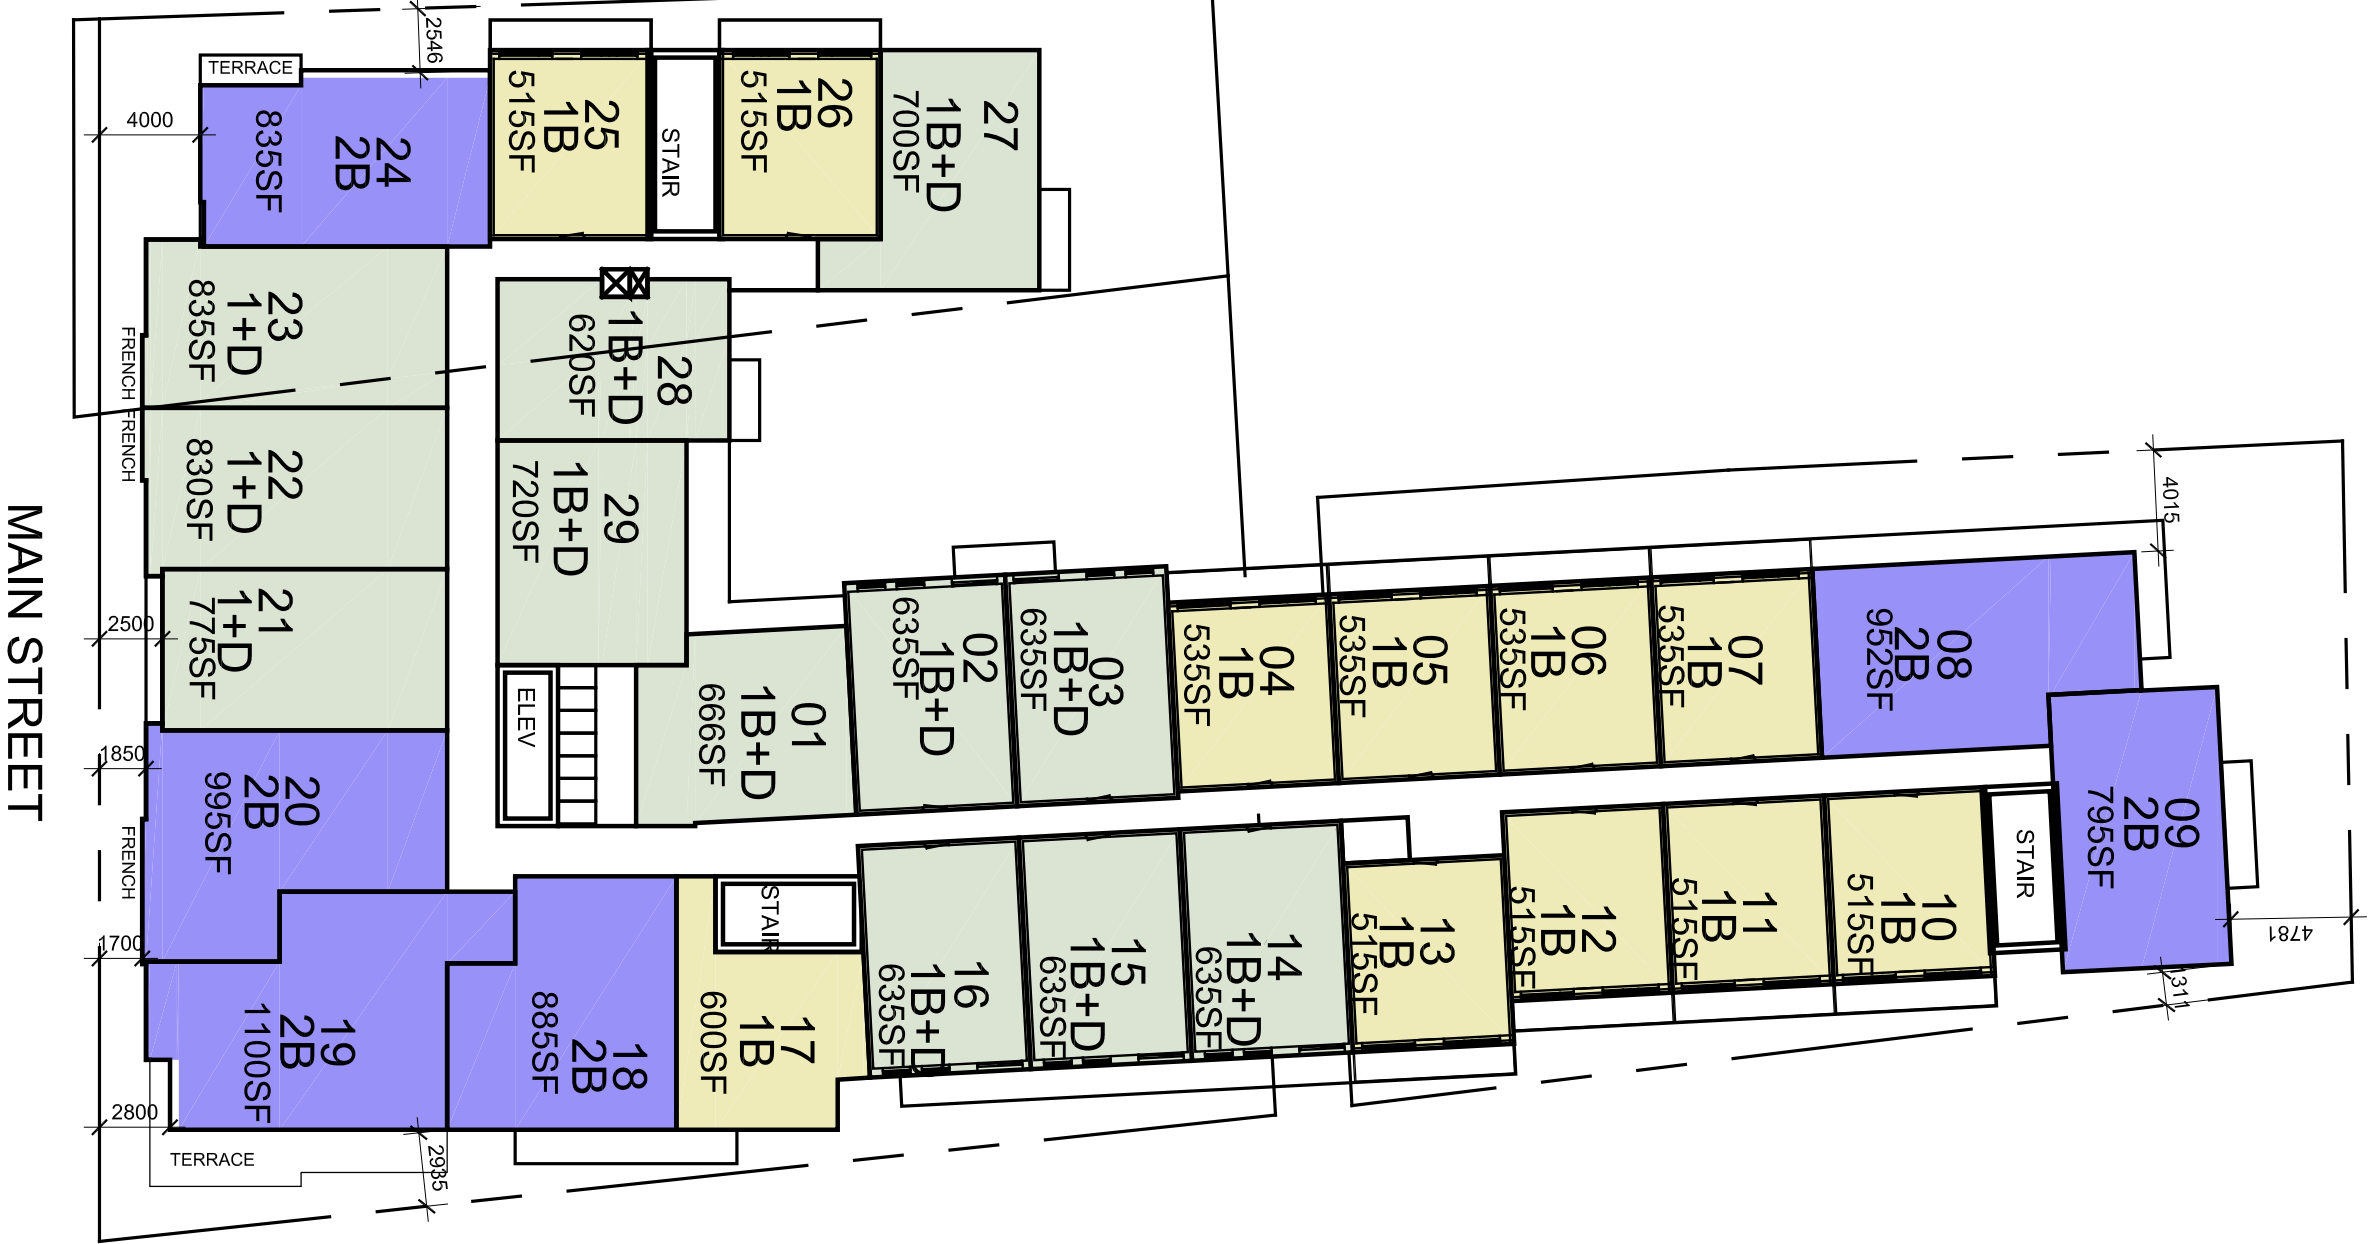 MAIN STREET
2546
TERRACE
4000
24
2B
835SF
25
1B
515SF
STAIR
26
1B
515SF
27
1B+D
700SF
23
1+D
835SF
FRENCH
28
1B+D
620SF
22
1+D
830SF
FRENCH
29
1B+D
720SF
21
1+D
775SF
2500
ELEV
01
1B+D
666SF
02
1B+D
635SF
03
1B+D
635SF
04
1B
535SF
05
1B
535SF
06
1B
535SF
07
1B
535SF
08
2B
952SF
4015
09
2B
795SF
4781
1311
STAIR
10
1B
515SF
11
1B
515SF
12
1B
515SF
13
1B
515SF
14
1B+D
635SF
15
1B+D
635SF
16
1B+D
635SF
STAIR
17
1B
600SF
18
2B
885SF
1850
20
2B
995SF
FRENCH
1700
19
2B
1100SF
2800
TERRACE
2935